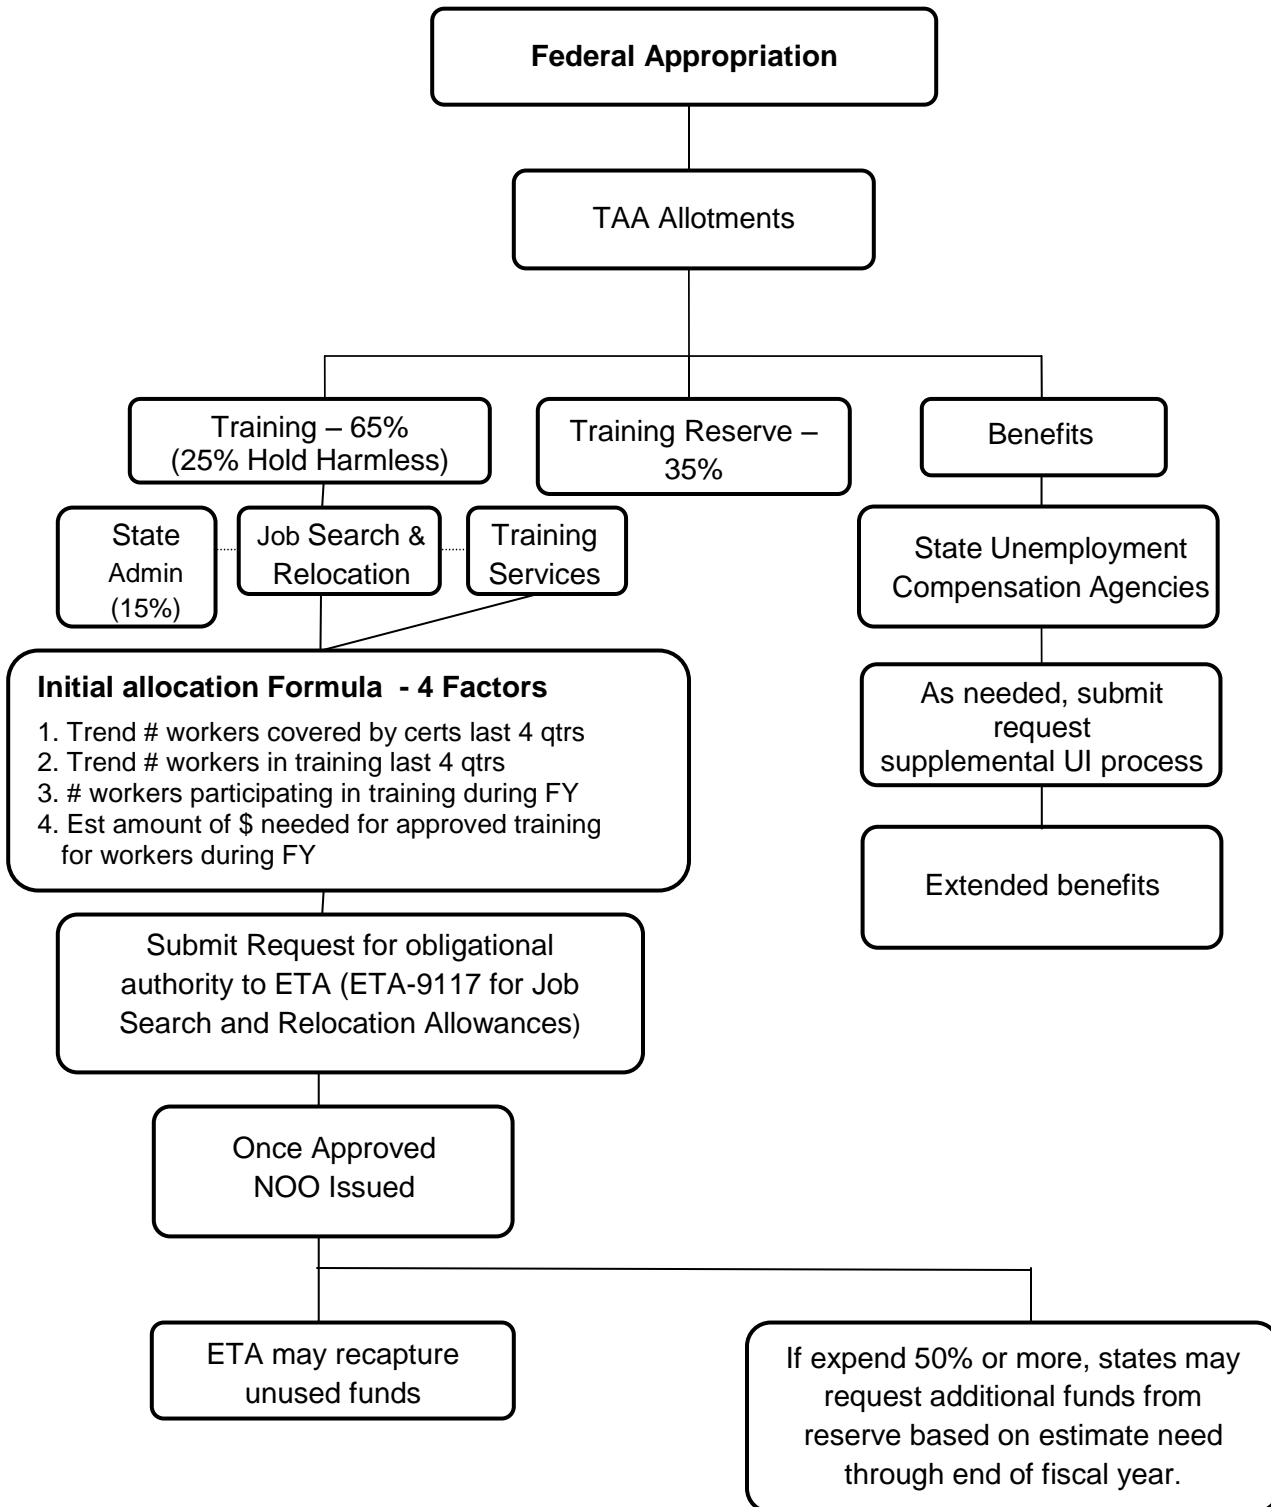 Federal Appropriation
TAA Allotments
Training – 65%
(25% Hold Harmless)
Training Reserve –
35%
Benefits
State
Admin
(15%)
Job Search &
Relocation
Training
Services
State Unemployment
Compensation Agencies
Initial allocation Formula  - 4 Factors
1. Trend # workers covered by certs last 4 qtrs
2. Trend # workers in training last 4 qtrs
3. # workers participating in training during FY
4. Est amount of $ needed for approved training
for workers during FY
As needed, submit
request
supplemental UI process
Extended benefits
Submit Request for obligational
authority to ETA (ETA-9117 for Job
Search and Relocation Allowances)
Once Approved
NOO Issued
ETA may recapture
unused funds
If expend 50% or more, states may
request additional funds from
reserve based on estimate need
through end of fiscal year.